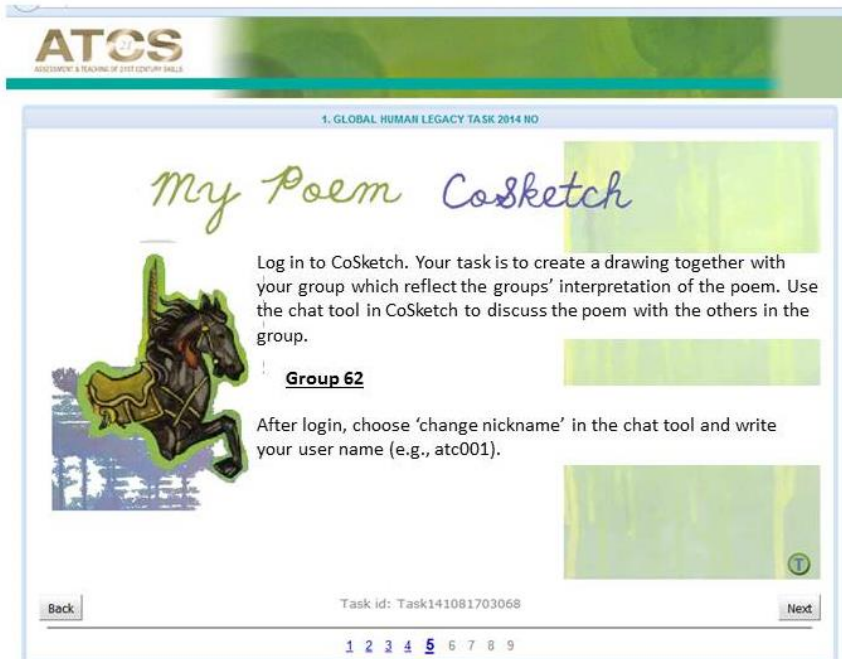 ATCS
21
ASSESSMENT & TEACHING OF 21ST CENTURY SKILLS
1. GLOBAL HUMAN LEGACY TASK 2014 NO
My Poem CoSketch
Log in to CoSketch. Your task is to create a drawing together with
your group which reflect the groups’ interpretation of the poem. Use
the chat tool in CoSketch to discuss the poem with the others in the
group.
Group 62
After login, choose ‘change nickname’ in the chat tool and write
your user name (e.g., atc001).
T
Back
Task id: Task141081703068
Next
1 2 3 4 5 6 7 8 9